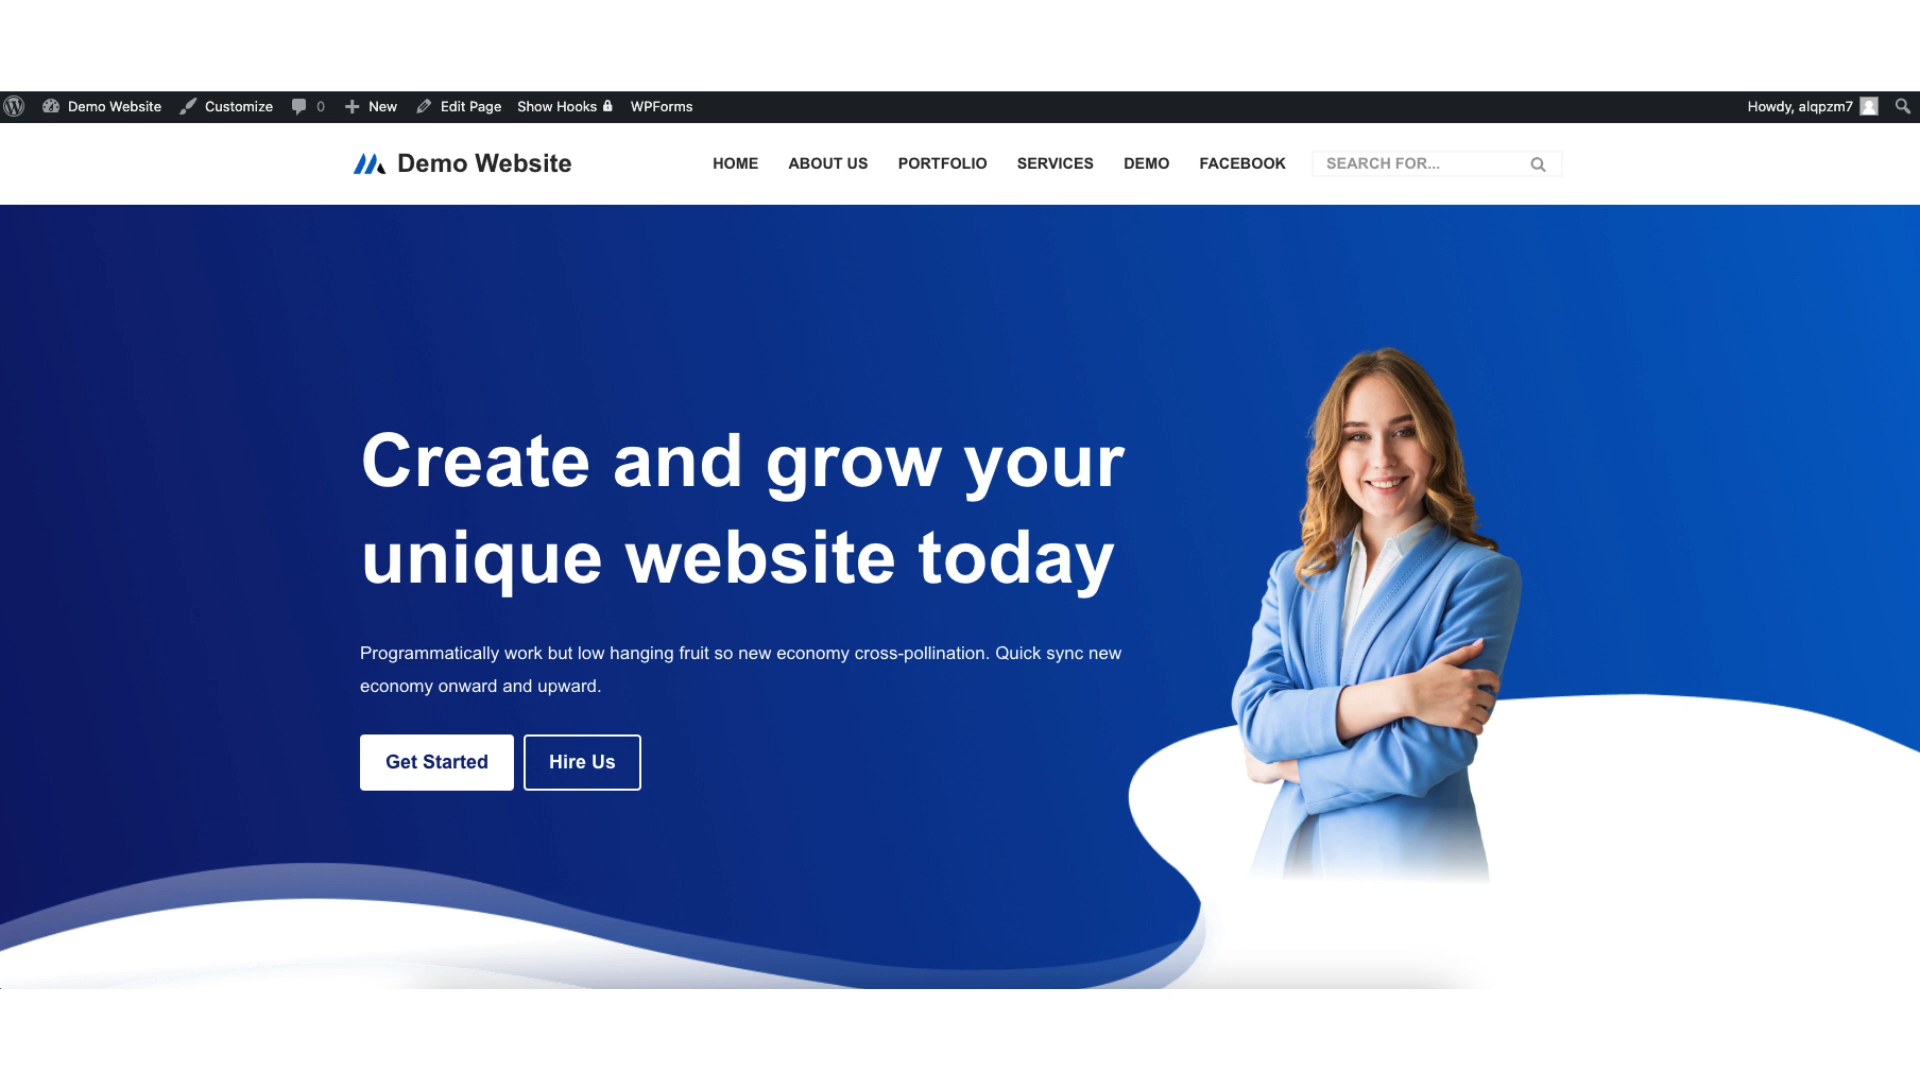 Demo Website Customize 0 New Edit Page Show Hooks WPForms Howdy, alqpzm7
Demo Website HOME ABOUT US PORTFOLIO SERVICES DEMO FACEBOOK SEARCH FOR...
Create and grow your
unique website today
Programmatically work but low hanging fruit so new economy cross-pollination. Quick sync new
economy onward and upward.
Get Started Hire Us